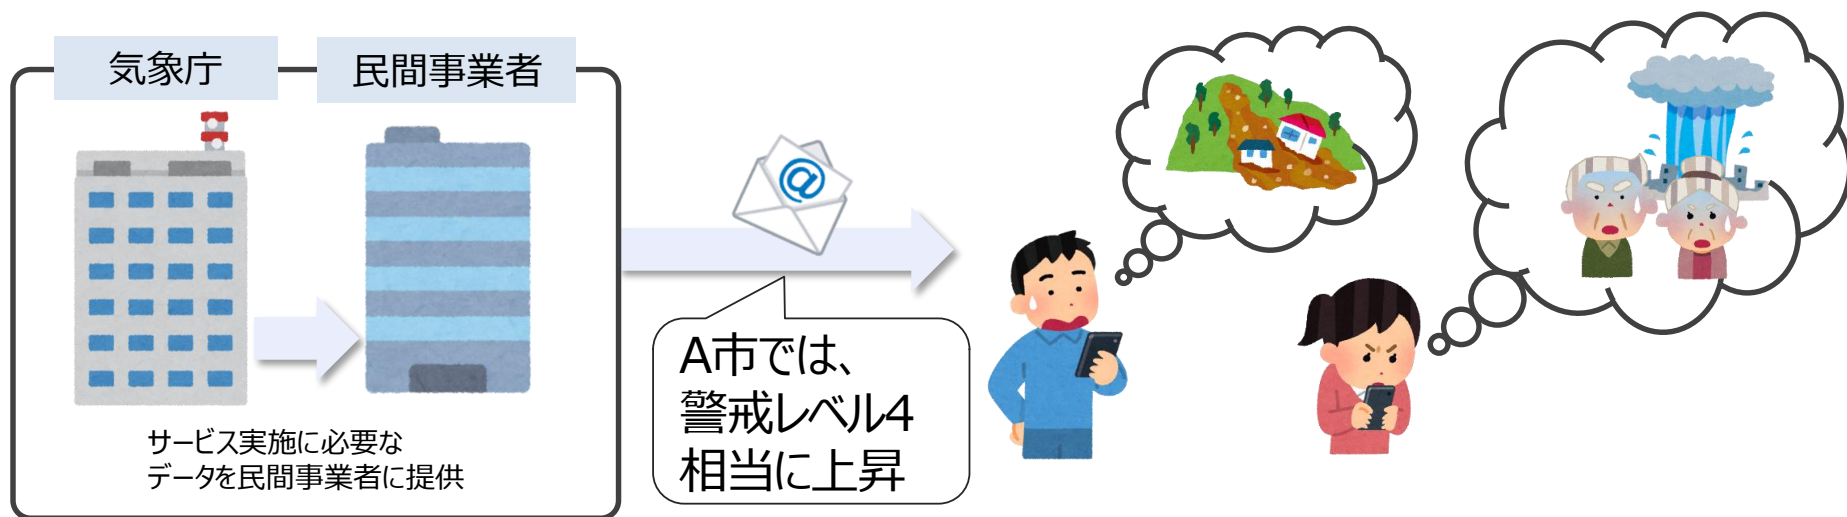 気象庁
民間事業者
サービス実施に必要な
データを民間事業者に提供
@
A市では、
警戒レベル4
相当に上昇